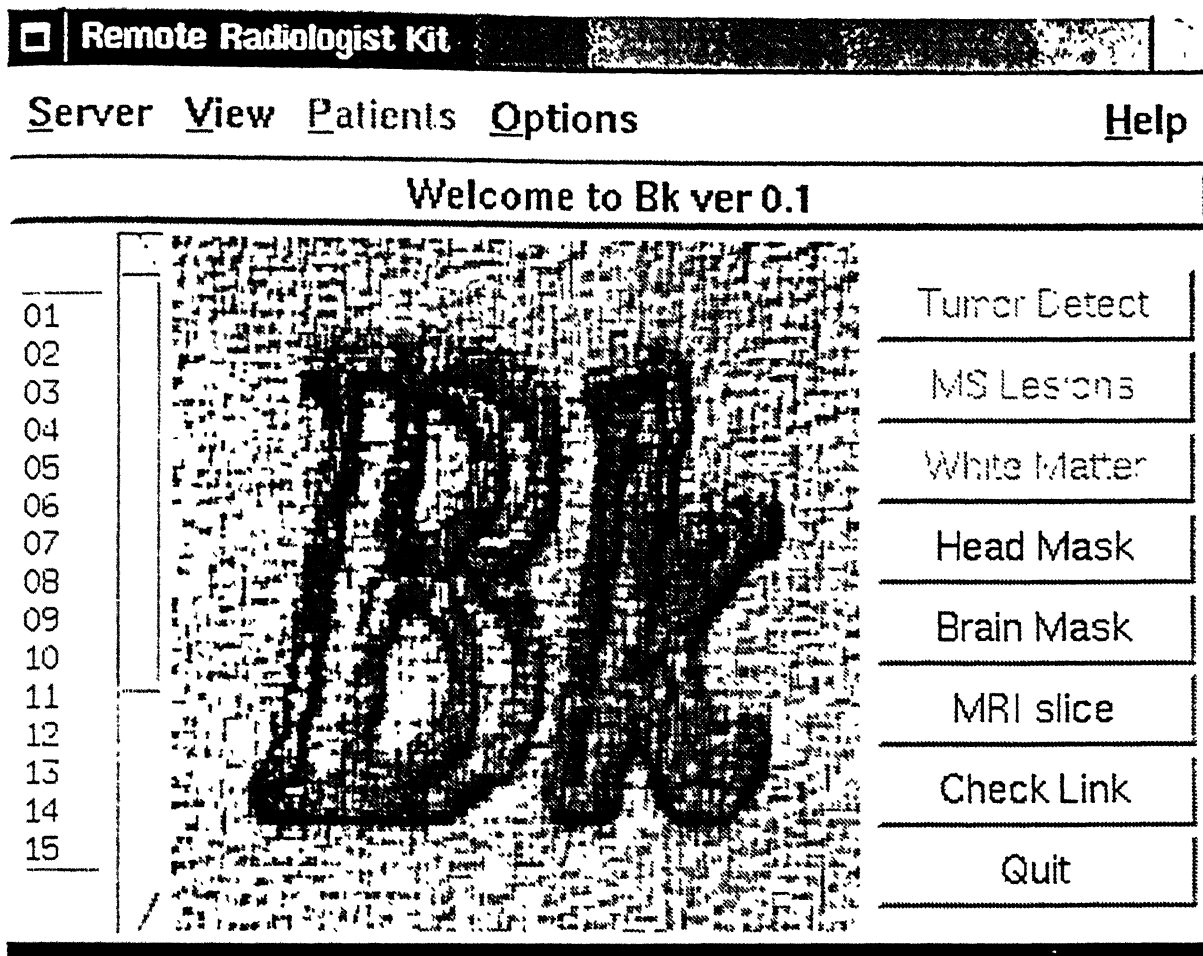 Remote Radiologist Kit
Server View Patients Options Help
Welcome to Bk ver 0.1
01
02
03
04
05
06
07
08
09
10
11
12
13
14
15
Bk
Tumor Detect
MS Lesions
White Matter
Head Mask
Brain Mask
MRI slice
Check Link
Quit